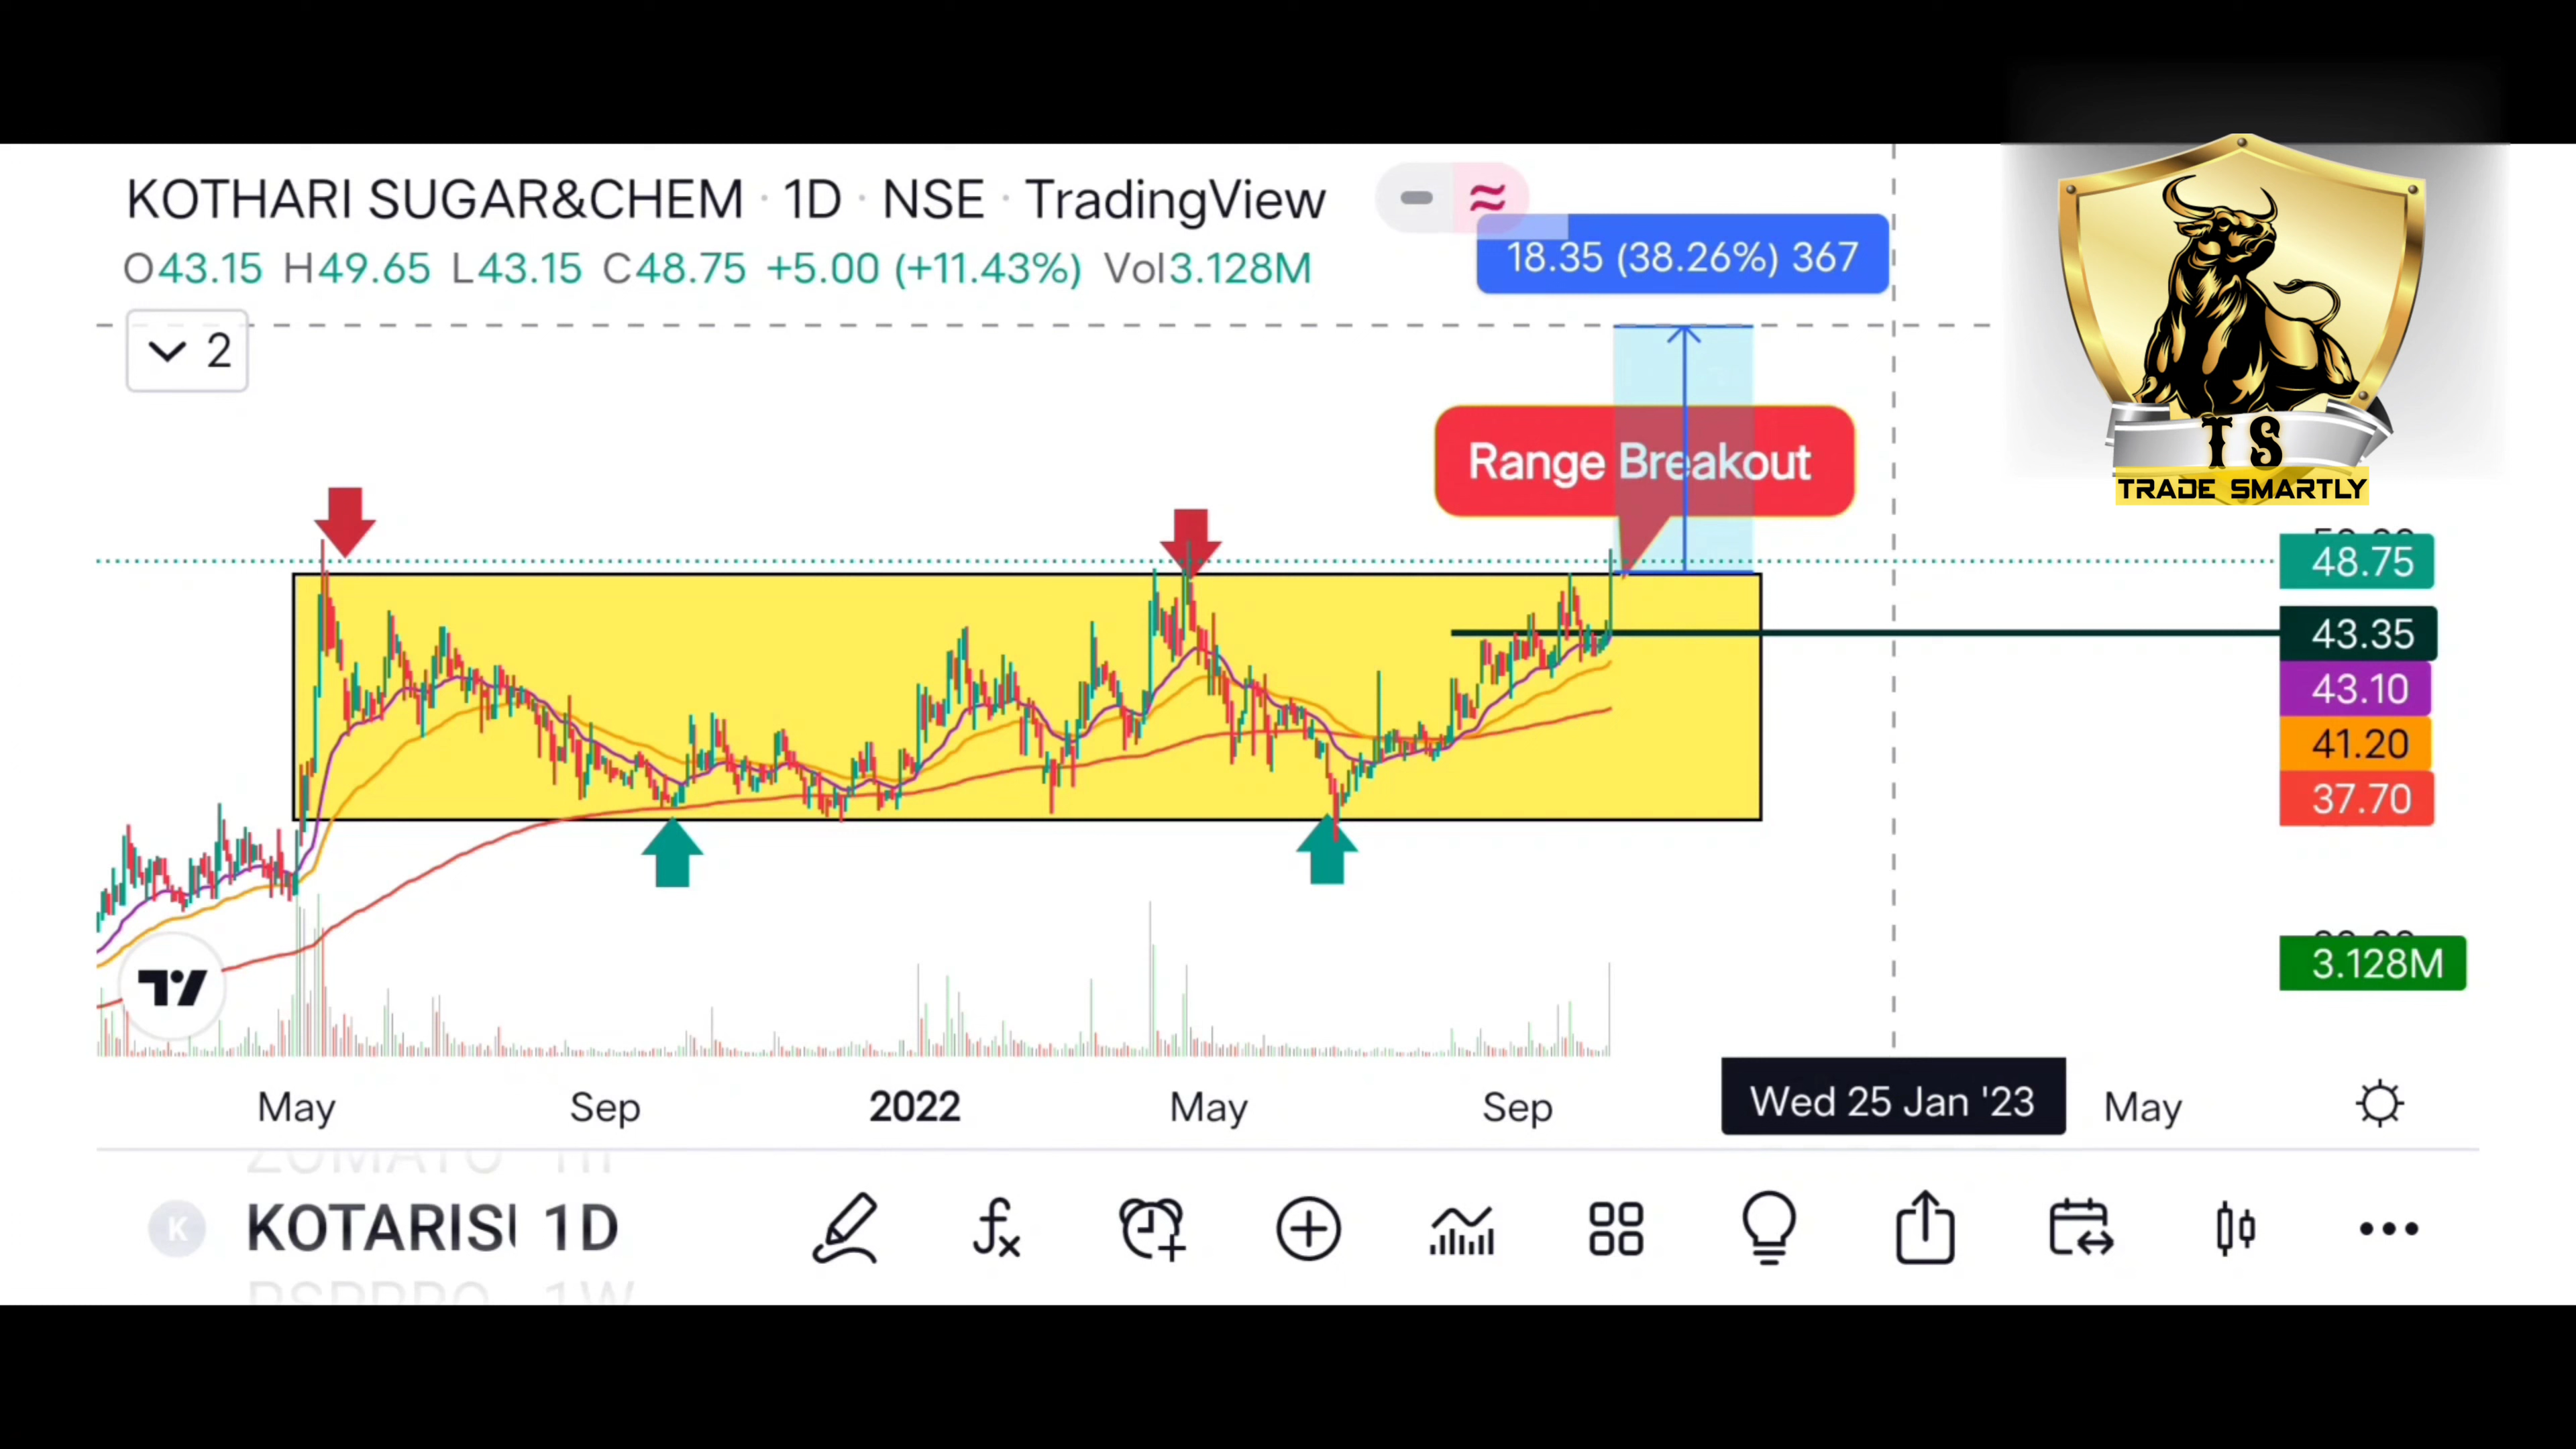 KOTHARI SUGAR&CHEM · 1D · NSE · TradingView
O43.15 H49.65 L43.15 C48.75 +5.00 (+11.43%) Vol3.128M
18.35 (38.26%) 367
2
Range Breakout
T S
TRADE SMARTLY
48.75
43.35
43.10
41.20
37.70
3.128M
May Sep 2022 May Sep Wed 25 Jan '23 May
K KOTARISU 1D